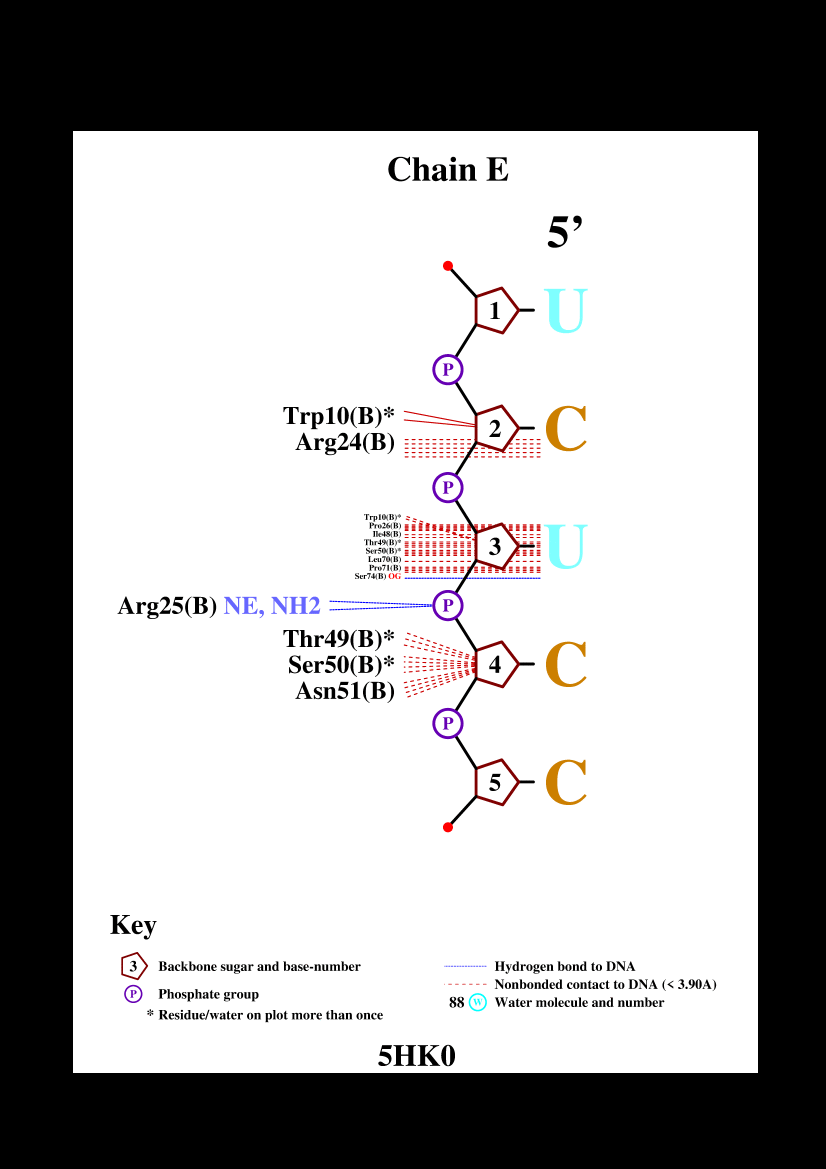 Chain E
5’
1 U
P
Trp10(B)*
2 C
Arg24(B)
P
Trp10(B)*
Pro26(B)
Ile48(B)
Thr49(B)*
3 U
Ser50(B)*
Leu70(B)
Pro71(B)
Ser74(B) OG
Arg25(B) NE, NH2 P
Thr49(B)*
Ser50(B)* 4 C
Asn51(B)
P
5 C
Key
3 Backbone sugar and base-number
P Phosphate group
* Residue/water on plot more than once
Hydrogen bond to DNA
Nonbonded contact to DNA (< 3.90A)
88 W Water molecule and number
5HK0